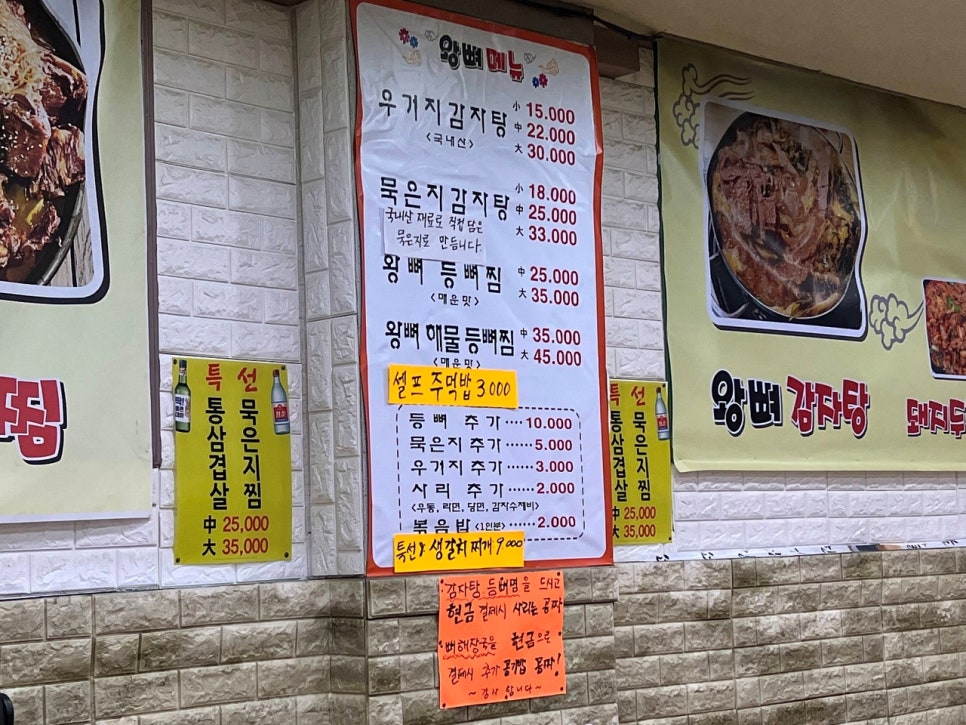 왕뼈메뉴
우거지감자탕 小 15.000
<국내산> 中 22.000
大 30.000
묵은지감자탕 小 18.000
국내산 재료로 직접 담은 中 25.000
묵은지로 만듭니다. 大 33.000
왕뼈 등뼈찜 中 25.000
<매운맛> 大 35.000
왕뼈 해물등뼈찜 中 35.000
<매운맛> 大 45.000
셀프 주먹밥 3.000
등뼈 추가 .... 10.000
묵은지 추가 ...... 5.000
우거지 추가 ...... 3.000
사리 추가 ...... 2.000
<우동, 라면, 당면, 감자수제비>
볶음밥 <1인분> ...... 2.000
특선 생갈치찌개 9.000
감자탕 등뼈찜을 드시고
현금 결제시 사리는 공짜
뼈해장국을 현금으로
결제시 추가 공기밥 꽁짜!
~ 감사합니다 ~
특선
묵은지찜
통삼겹살
中 25,000
大 35,000
특선
묵은지찜
통삼겹살
中 25,000
大 35,000
찜
왕뼈 감자탕
돼지두